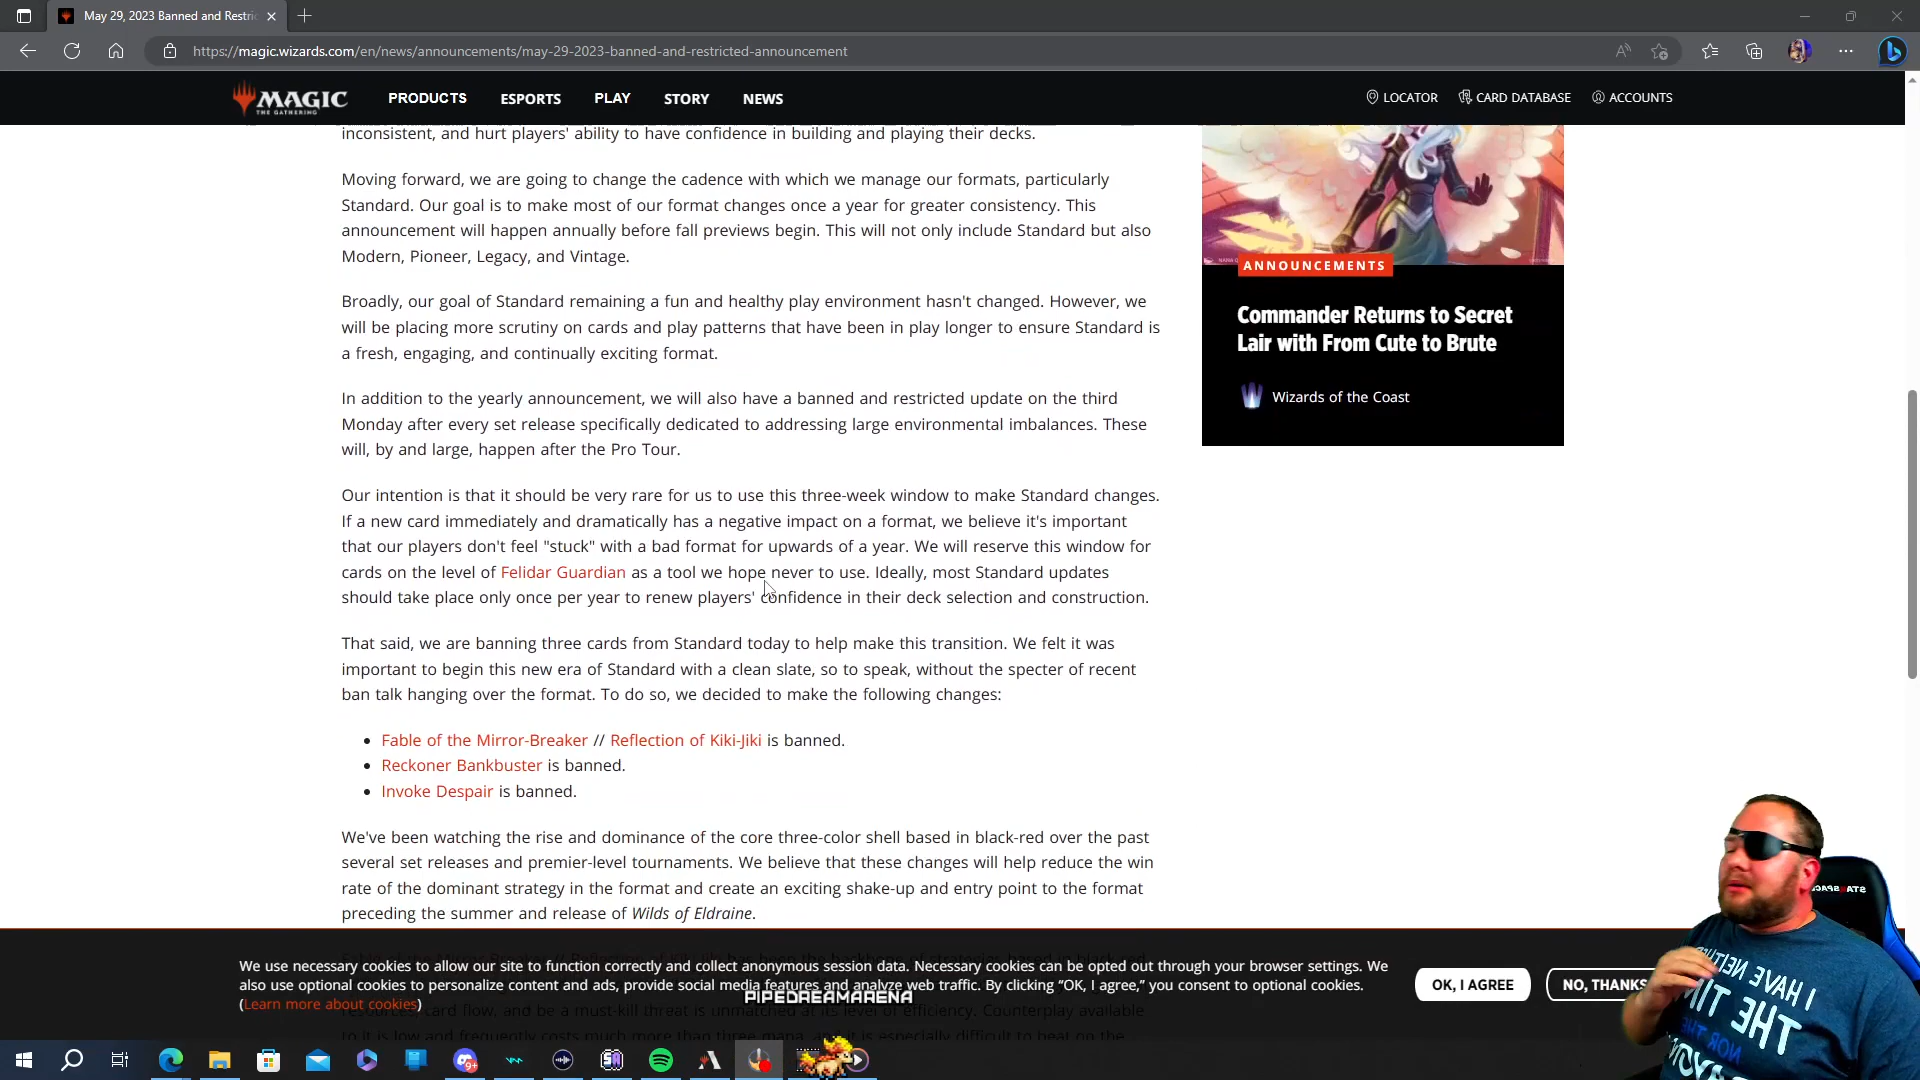 May 29, 2023 Banned and Restri
https://magic.wizards.com/en/news/announcements/may-29-2023-banned-and-restricted-announcement
MAGIC
THE GATHERING
PRODUCTS
ESPORTS
PLAY
STORY
NEWS
LOCATOR
CARD DATABASE
ACCOUNTS
inconsistent, and hurt players' ability to have confidence in building and playing their decks.
Moving forward, we are going to change the cadence with which we manage our formats, particularly
Standard. Our goal is to make most of our format changes once a year for greater consistency. This
announcement will happen annually before fall previews begin. This will not only include Standard but also
Modern, Pioneer, Legacy, and Vintage.
Broadly, our goal of Standard remaining a fun and healthy play environment hasn't changed. However, we
will be placing more scrutiny on cards and play patterns that have been in play longer to ensure Standard is
a fresh, engaging, and continually exciting format.
In addition to the yearly announcement, we will also have a banned and restricted update on the third
Monday after every set release specifically dedicated to addressing large environmental imbalances. These
will, by and large, happen after the Pro Tour.
Our intention is that it should be very rare for us to use this three-week window to make Standard changes.
If a new card immediately and dramatically has a negative impact on a format, we believe it's important
that our players don't feel "stuck" with a bad format for upwards of a year. We will reserve this window for
cards on the level of Felidar Guardian as a tool we hope never to use. Ideally, most Standard updates
should take place only once per year to renew players' confidence in their deck selection and construction.
That said, we are banning three cards from Standard today to help make this transition. We felt it was
important to begin this new era of Standard with a clean slate, so to speak, without the specter of recent
ban talk hanging over the format. To do so, we decided to make the following changes:
• Fable of the Mirror-Breaker // Reflection of Kiki-Jiki is banned.
• Reckoner Bankbuster is banned.
• Invoke Despair is banned.
We've been watching the rise and dominance of the core three-color shell based in black-red over the past
several set releases and premier-level tournaments. We believe that these changes will help reduce the win
rate of the dominant strategy in the format and create an exciting shake-up and entry point to the format
preceding the summer and release of Wilds of Eldraine.
ANNOUNCEMENTS
Commander Returns to Secret
Lair with From Cute to Brute
Wizards of the Coast
We use necessary cookies to allow our site to function correctly and collect anonymous session data. Necessary cookies can be opted out through your browser settings. We
also use optional cookies to personalize content and ads, provide social media features and analyze web traffic. By clicking “OK, I agree,” you consent to optional cookies.
(Learn more about cookies)
OK, I AGREE
NO, THANKS
PIPEDREAMARENA
resources, card flow, and be a must-kill threat is unmatched at its level of efficiency. Counterplay available
to it is low and frequently costs much more than three mana, and it is especially difficult to beat on the
I HAVE NEITHER
THE TIME
NOR THE
9+